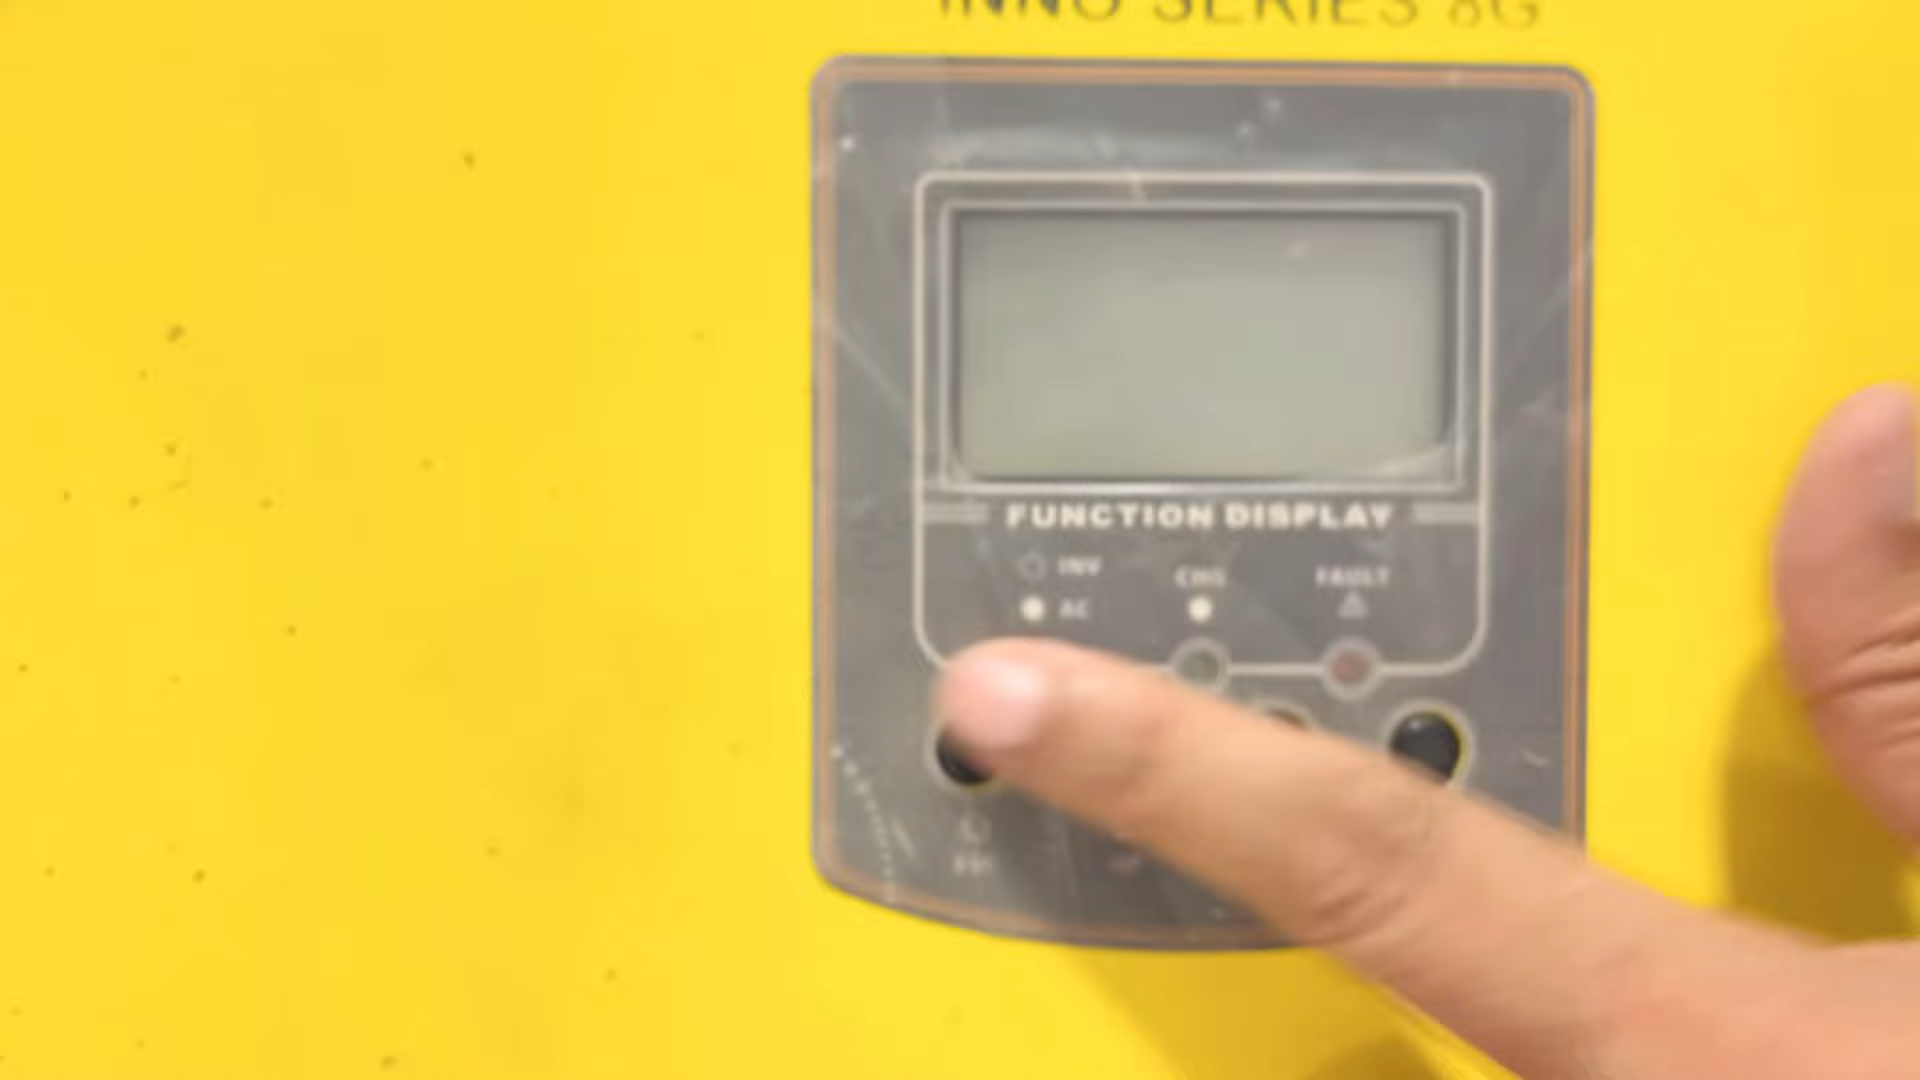 INNO SERIES 8G
FUNCTION DISPLAY
INV
CHG
FAULT
AC